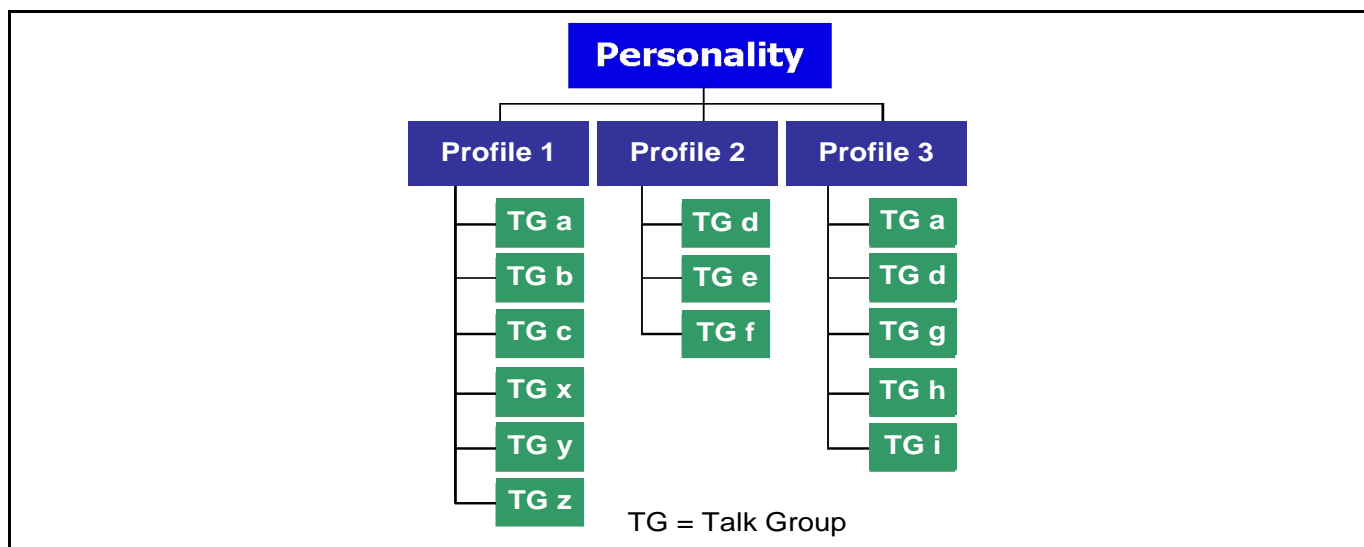 Personality
Profile 1
Profile 2
Profile 3
TG a
TG b
TG c
TG x
TG y
TG z
TG d
TG e
TG f
TG a
TG d
TG g
TG h
TG i
TG = Talk Group